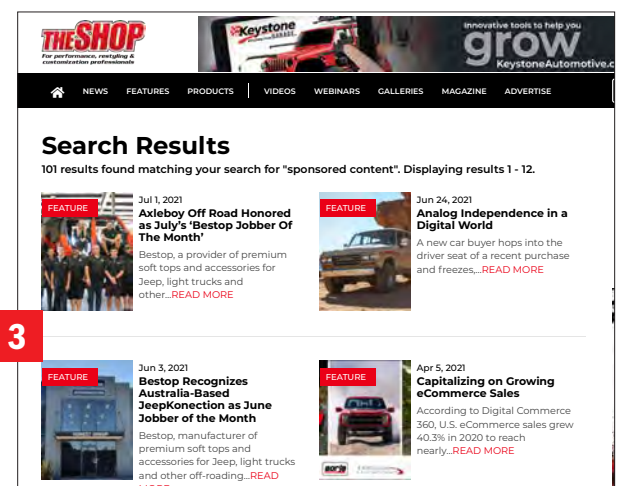 THE SHOP
For performance, restyling &
customization professionals
Keystone
innovative tools to help you
grow
KeystoneAutomotive.c
NEWS FEATURES PRODUCTS VIDEOS WEBINARS GALLERIES MAGAZINE ADVERTISE
Search Results
101 results found matching your search for "sponsored content". Displaying results 1 - 12.
FEATURE
Jul 1, 2021
Axleboy Off Road Honored
as July's 'Bestop Jobber Of
The Month'
Bestop, a provider of premium
soft tops and accessories for
Jeep, light trucks and
other...READ MORE
FEATURE
Jun 24, 2021
Analog Independence in a
Digital World
A new car buyer hops into the
driver seat of a recent purchase
and freezes,...READ MORE
3
FEATURE
Jun 3, 2021
Bestop Recognizes
Australia-Based
JeepKonection as June
Jobber of the Month
Bestop, manufacturer of
premium soft tops and
accessories for Jeep, light trucks
and other off-roading...READ
FEATURE
Apr 5, 2021
Capitalizing on Growing
eCommerce Sales
According to Digital Commerce
360, U.S. eCommerce sales grew
40.3% in 2020 to reach
nearly...READ MORE